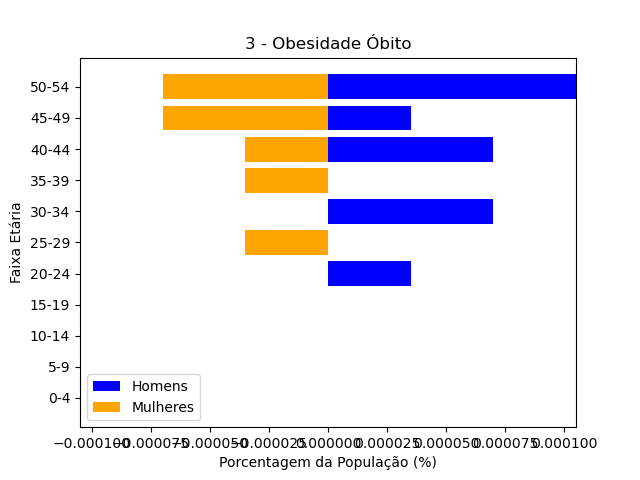 3 - Obesidade Óbito
Faixa Etária
50-54
45-49
40-44
35-39
30-34
25-29
20-24
15-19
10-14
5-9
0-4
Homens
Mulheres
−0.000100 −0.000075 −0.000050 −0.000025 0.000000 0.000025 0.000050 0.000075 0.000100
Porcentagem da População (%)